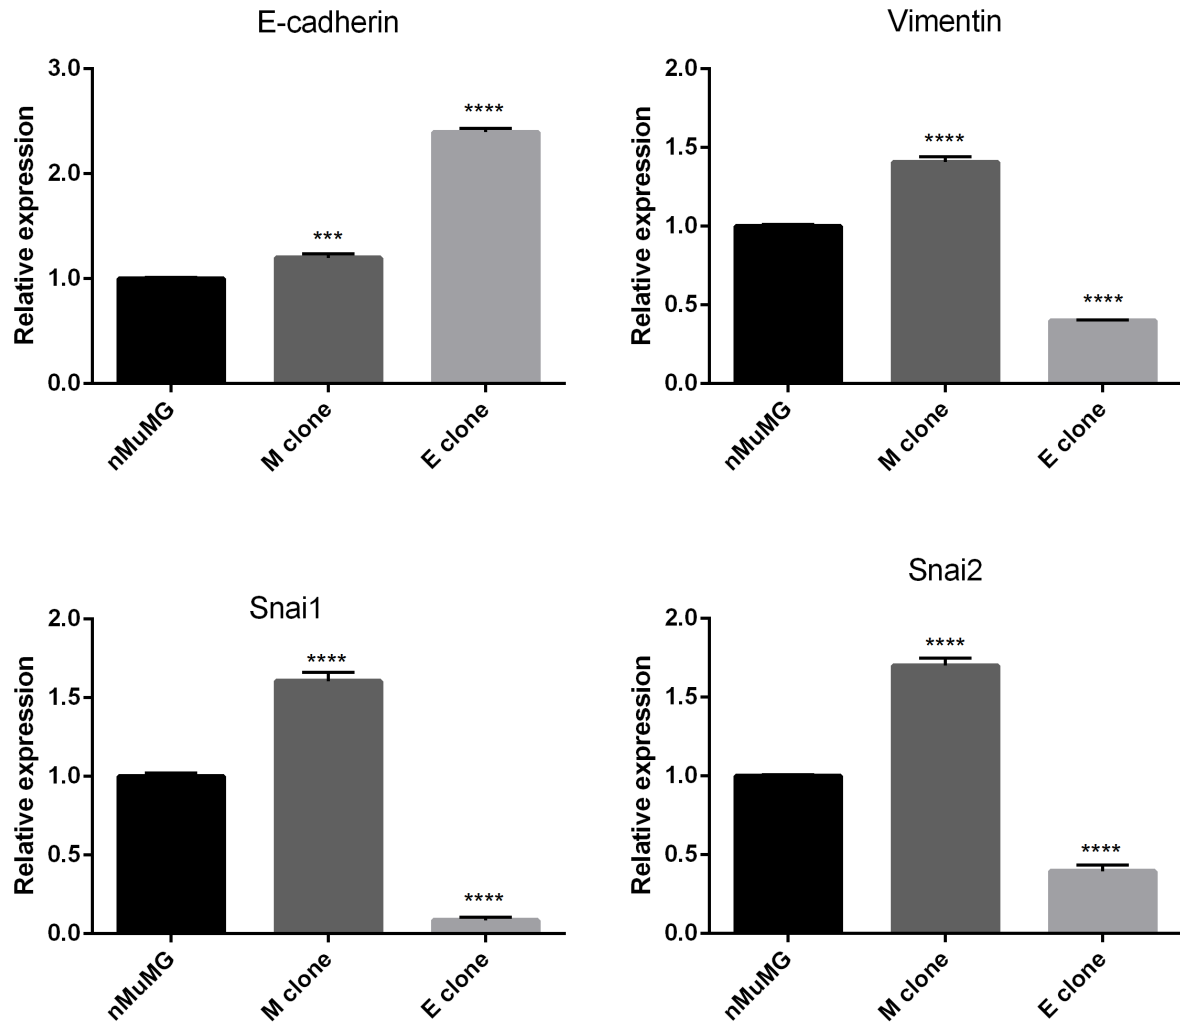 E-cadherin
Relative expression
3.0
2.0
1.0
0.0
***
****
nMuMG
M clone
E clone
Vimentin
Relative expression
2.0
1.5
1.0
0.5
0.0
****
****
nMuMG
M clone
E clone
Snai1
Relative expression
2.0
1.5
1.0
0.5
0.0
****
****
nMuMG
M clone
E clone
Snai2
Relative expression
2.0
1.5
1.0
0.5
0.0
****
****
nMuMG
M clone
E clone